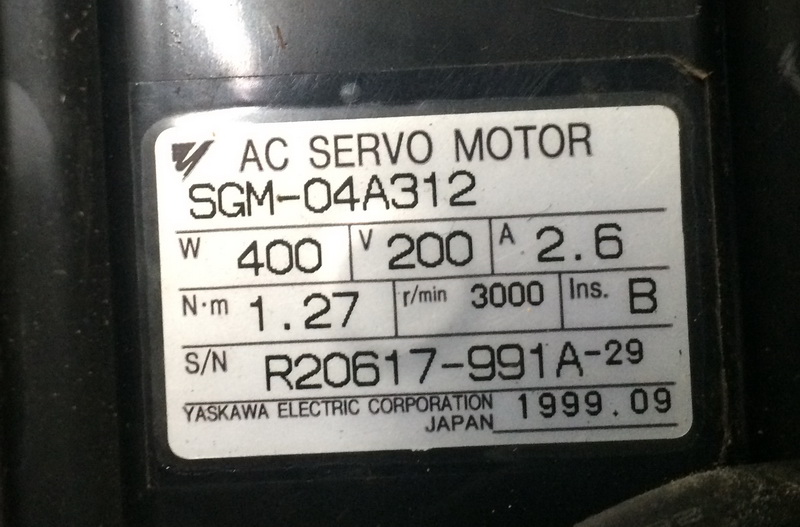 AC SERVO MOTOR
SGM-04A312
W 400 V 200 A 2.6
N·m 1.27 r/min 3000 Ins. B
S/N R20617-991A-29
YASKAWA ELECTRIC CORPORATION 1999.09
JAPAN